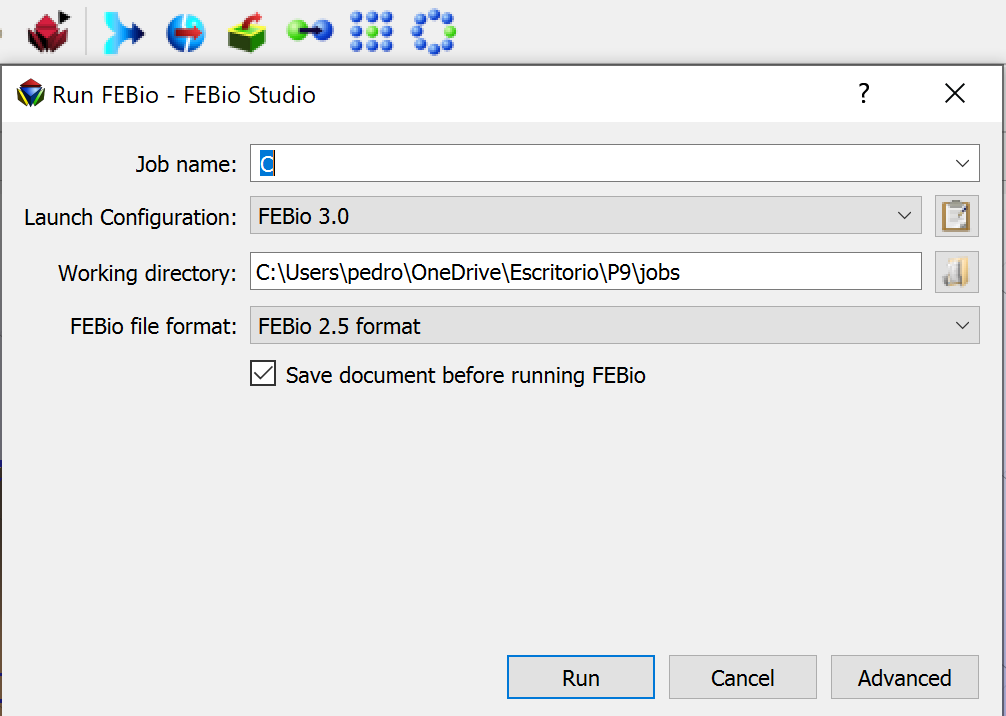 Run FEBio - FEBio Studio ?
Job name: C
Launch Configuration: FEBio 3.0
Working directory: C:\Users\pedro\OneDrive\Escritorio\P9\jobs
FEBio file format: FEBio 2.5 format
Save document before running FEBio
Run Cancel Advanced